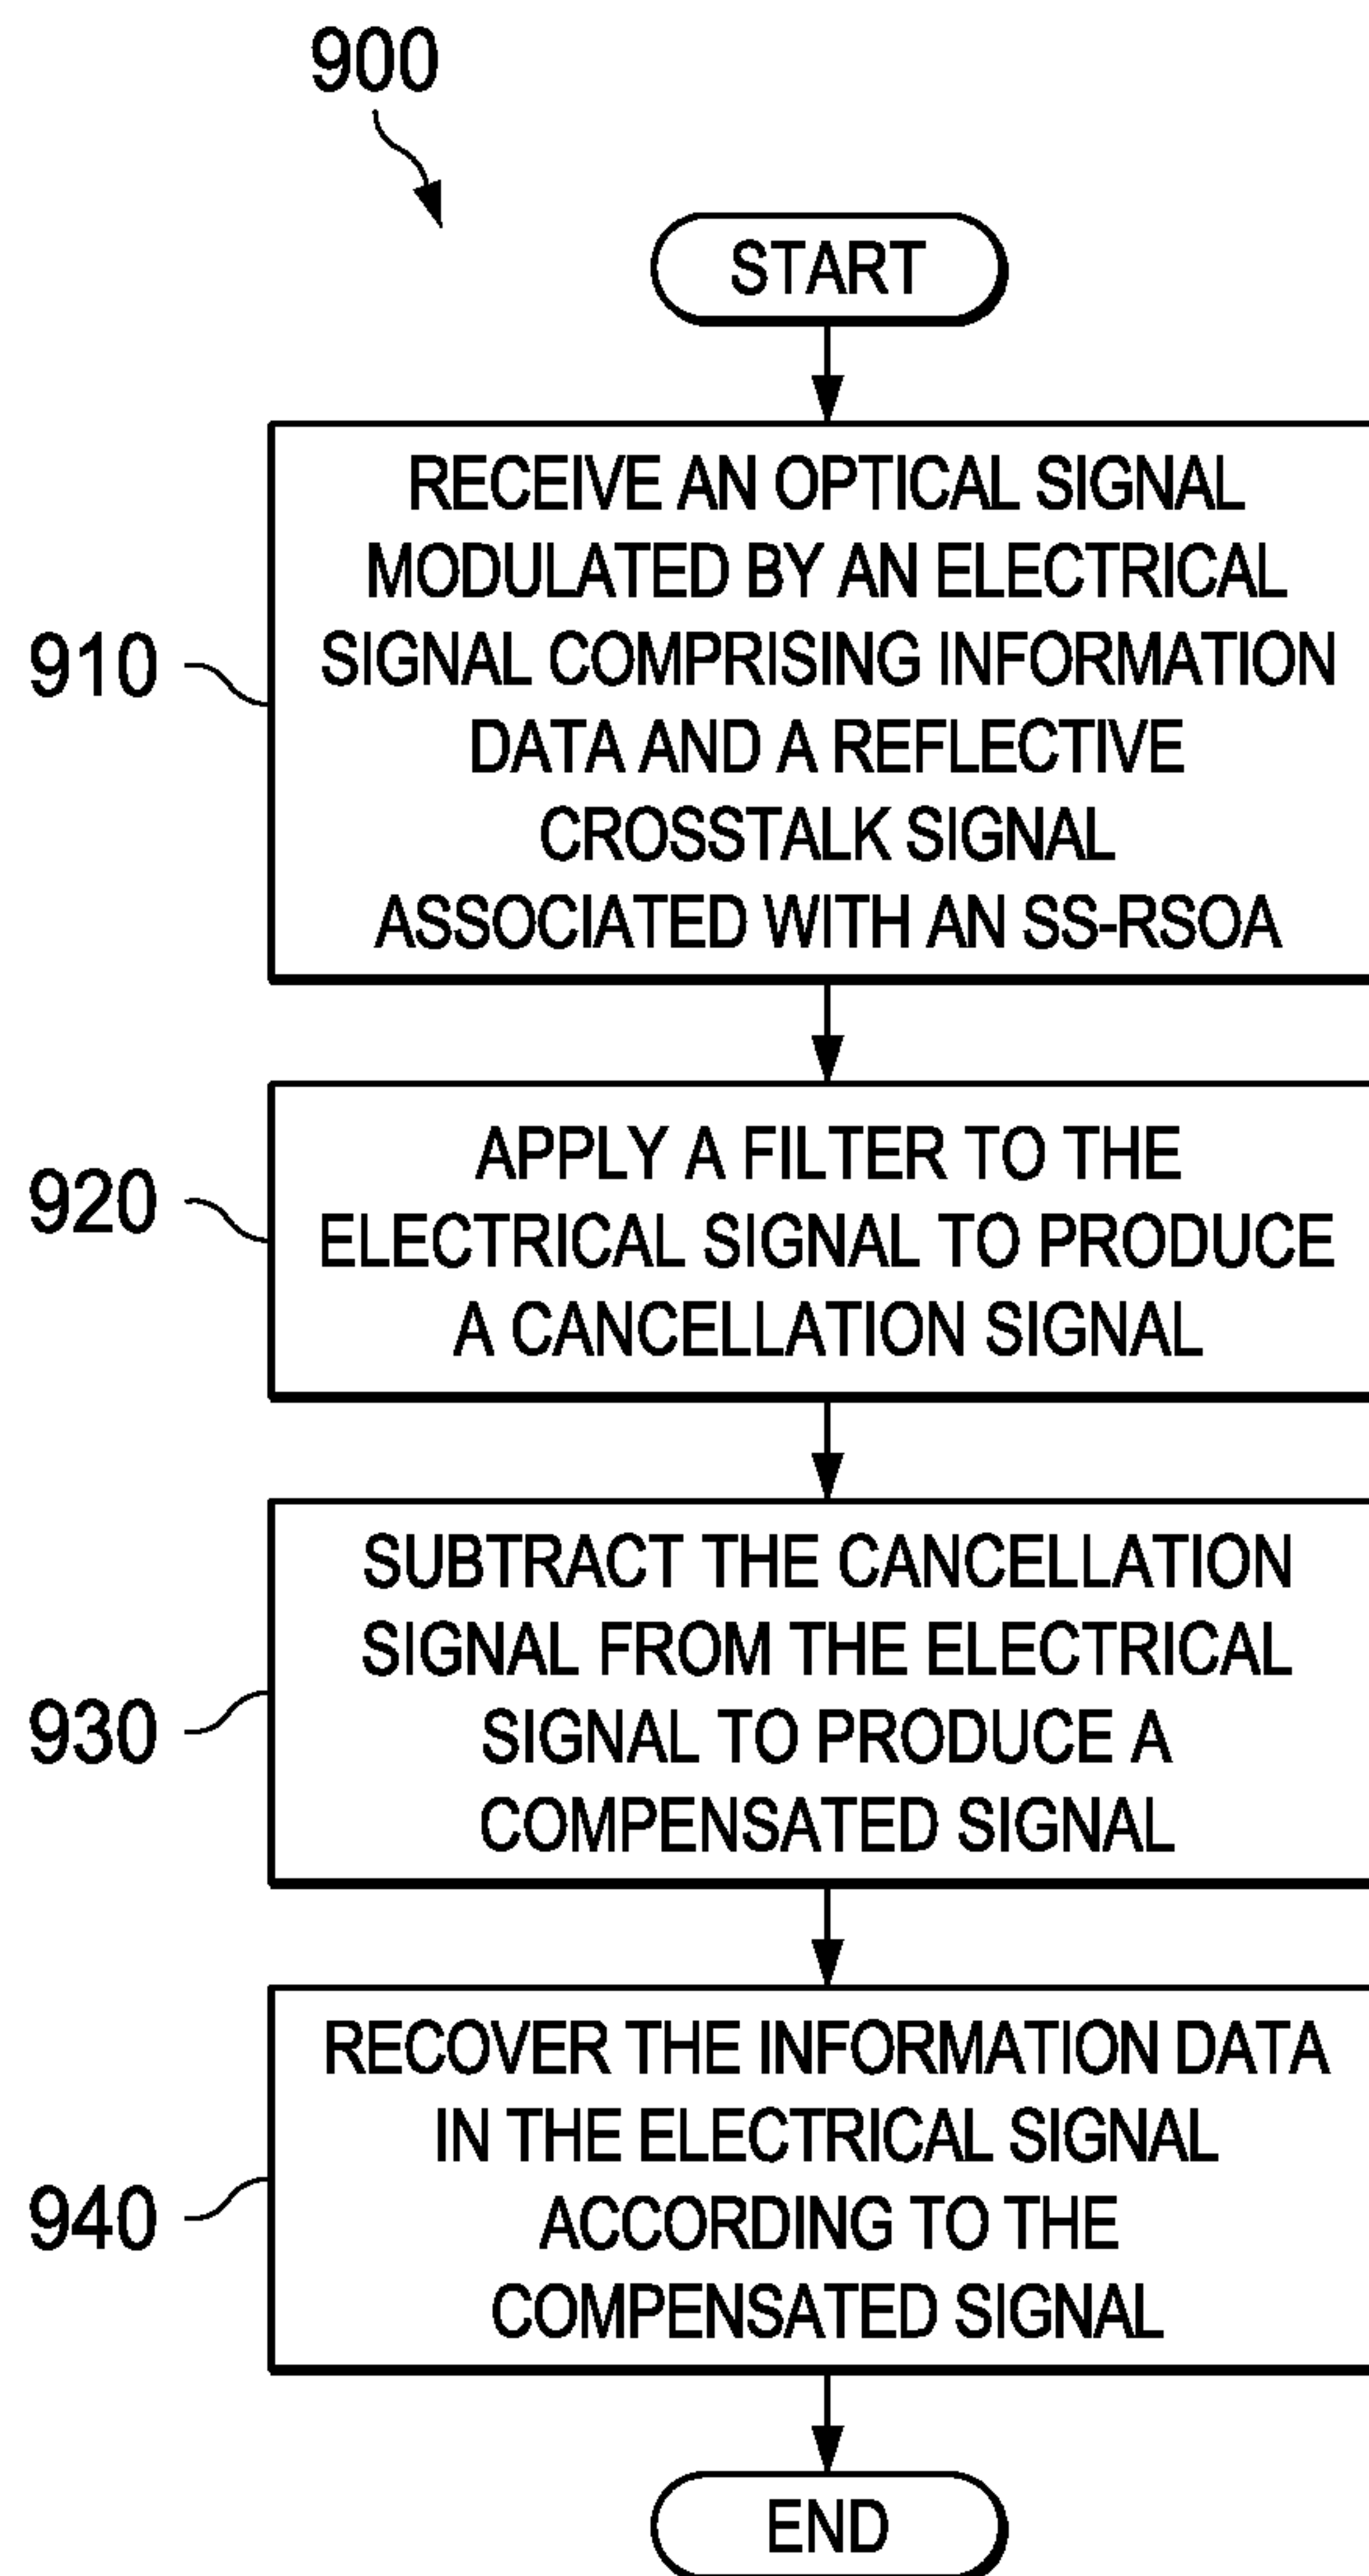 900
START
RECEIVE AN OPTICAL SIGNAL
MODULATED BY AN ELECTRICAL
SIGNAL COMPRISING INFORMATION
DATA AND A REFLECTIVE
CROSSTALK SIGNAL
ASSOCIATED WITH AN SS-RSOA
910
APPLY A FILTER TO THE
ELECTRICAL SIGNAL TO PRODUCE
A CANCELLATION SIGNAL
920
SUBTRACT THE CANCELLATION
SIGNAL FROM THE ELECTRICAL
SIGNAL TO PRODUCE A
COMPENSATED SIGNAL
930
RECOVER THE INFORMATION DATA
IN THE ELECTRICAL SIGNAL
ACCORDING TO THE
COMPENSATED SIGNAL
940
END